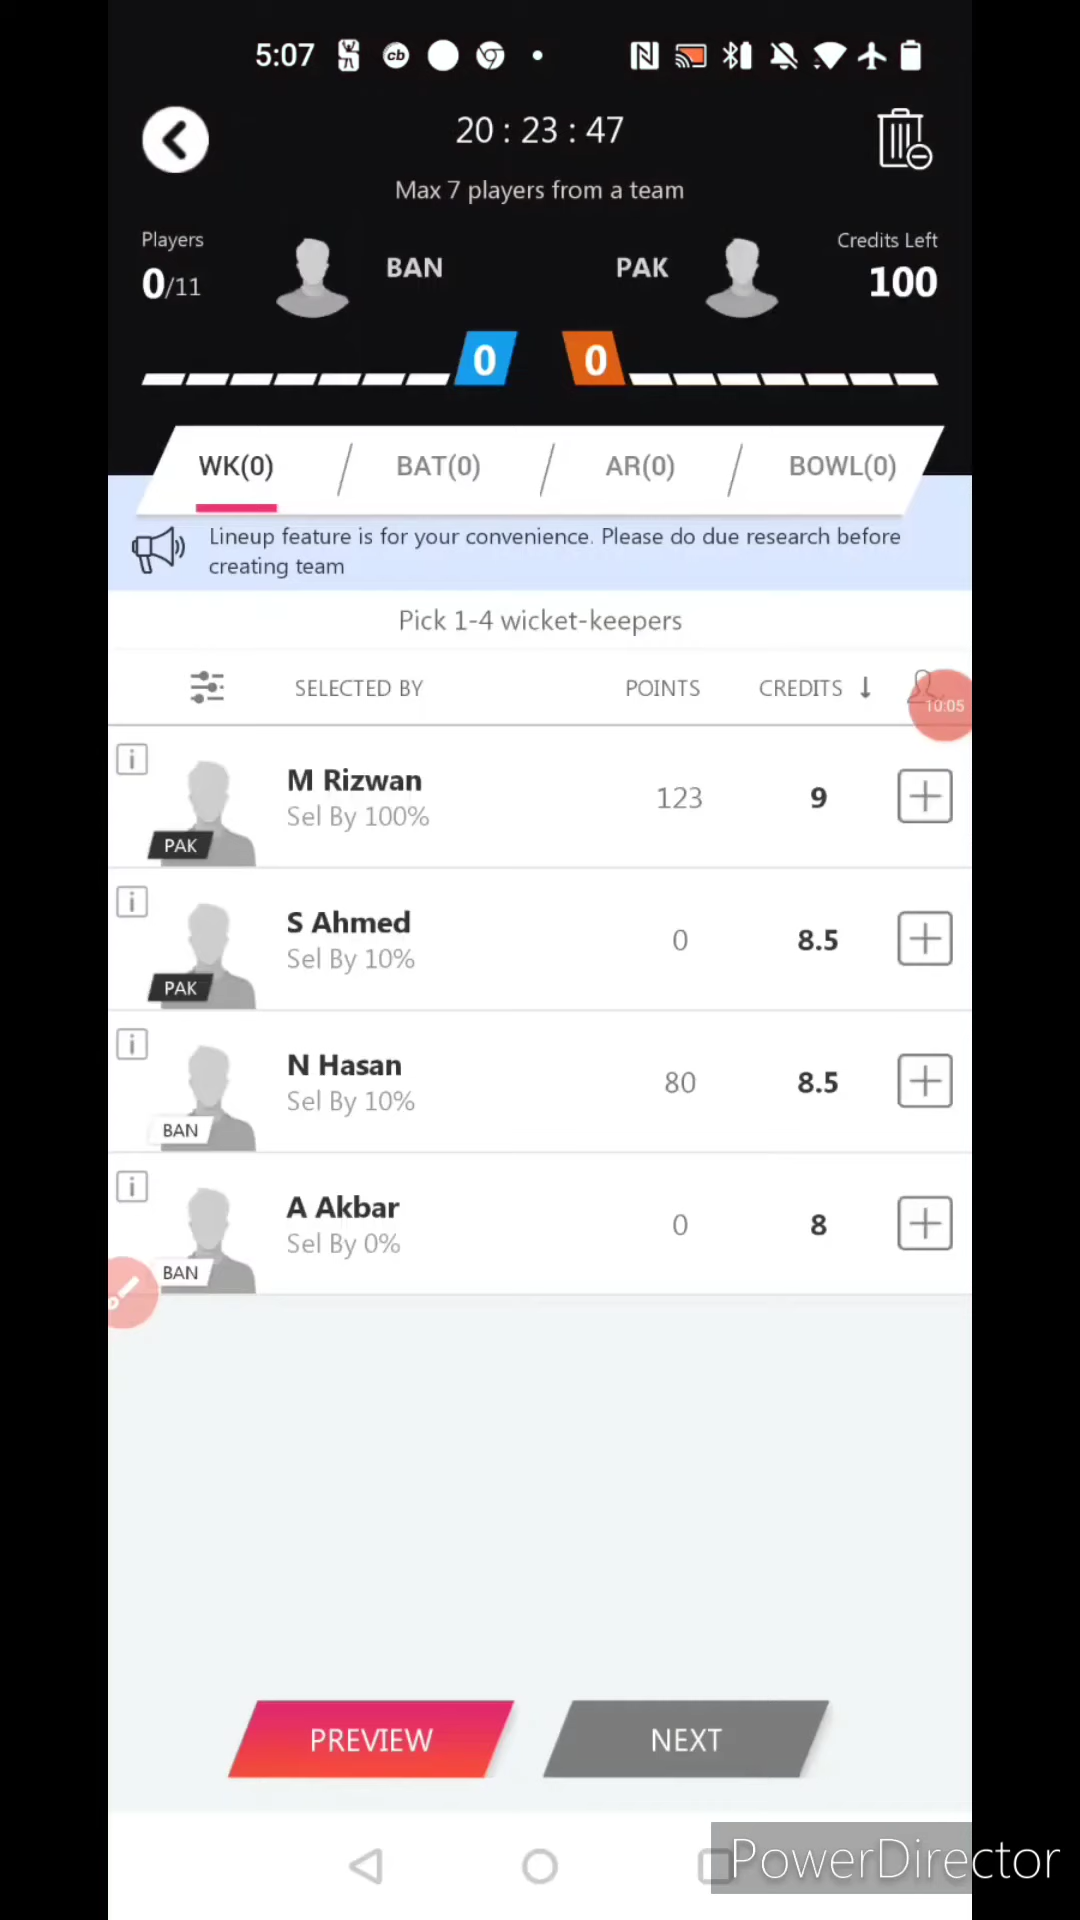 5:07
20 : 23 : 47
Max 7 players from a team
Players
0/11
BAN
PAK
Credits Left
100
0
0
WK(0)
BAT(0)
AR(0)
BOWL(0)
Lineup feature is for your convenience. Please do due research before
creating team
Pick 1-4 wicket-keepers
SELECTED BY
POINTS
CREDITS ↓
10:05
i
M Rizwan
Sel By 100%
PAK
123
9
i
S Ahmed
Sel By 10%
PAK
0
8.5
i
N Hasan
Sel By 10%
BAN
80
8.5
i
A Akbar
Sel By 0%
BAN
0
8
PREVIEW
NEXT
PowerDirector